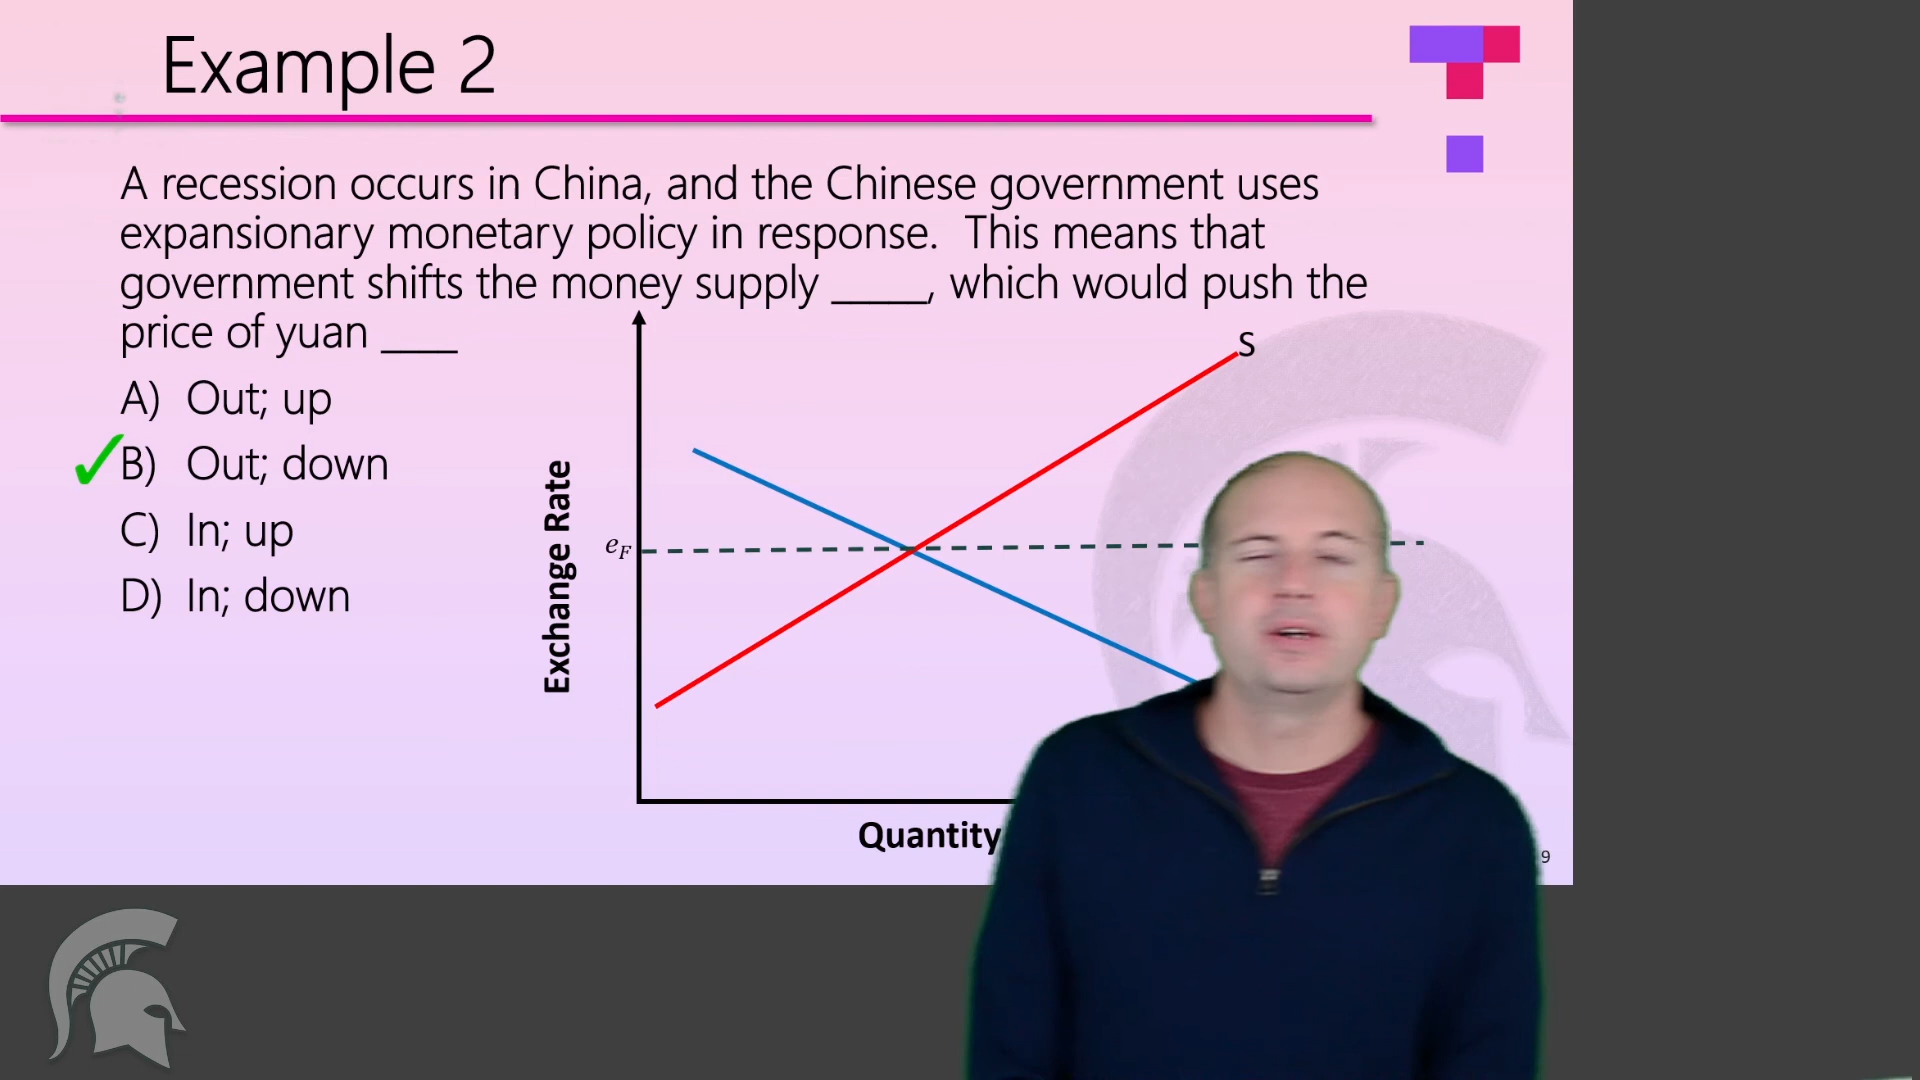 Example 2
A recession occurs in China, and the Chinese government uses
expansionary monetary policy in response. This means that
government shifts the money supply _____, which would push the
price of yuan ____
A) Out; up
✓B) Out; down
C) In; up
D) In; down
S
Exchange Rate
eF
Quantity
9